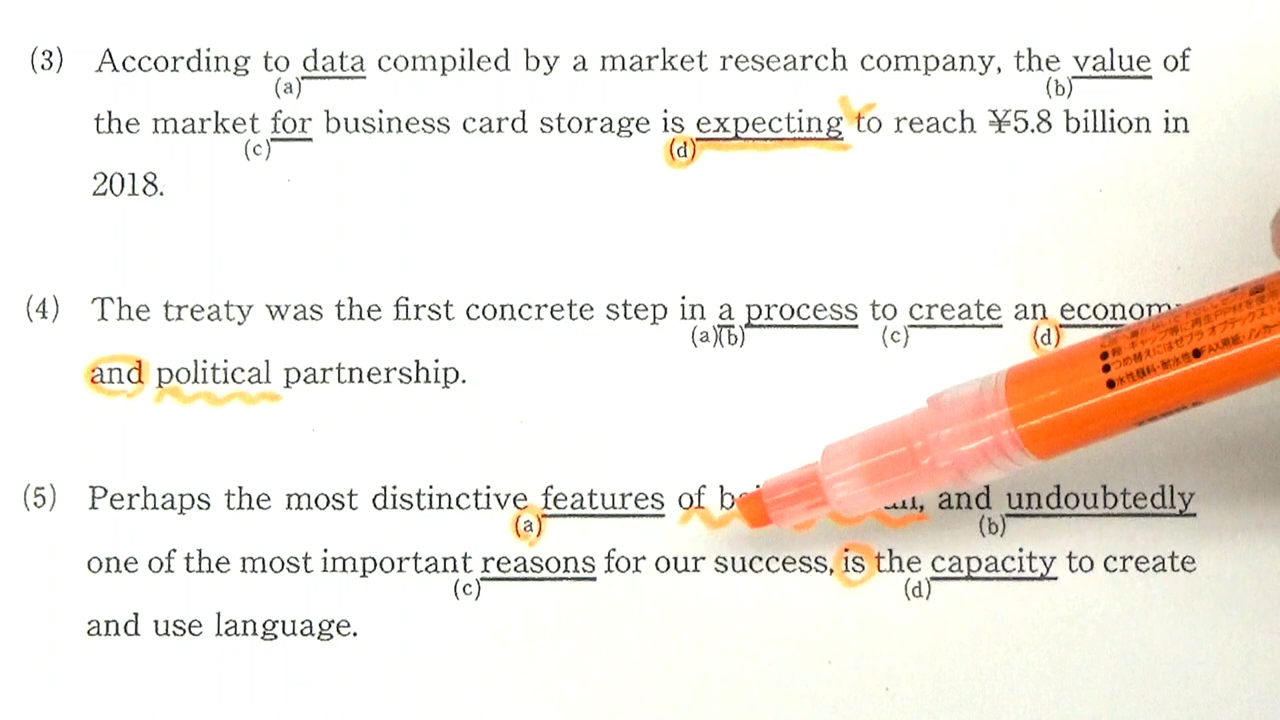 (3) According to data compiled by a market research company, the value of
(a) (b)
the market for business card storage is expecting to reach ¥5.8 billion in
(c) (d)
2018.
(4) The treaty was the first concrete step in a process to create an
(a)(b) (c) (d)
and political partnership.
(5) Perhaps the most distinctive features of and undoubtedly
(a) (b)
one of the most important reasons for our success, is the capacity to create
(c) (d)
and use language.